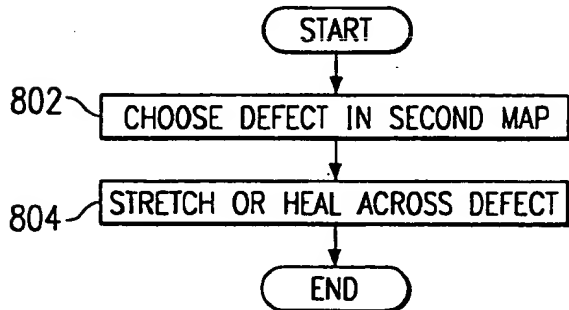 START
802
CHOOSE DEFECT IN SECOND MAP
804
STRETCH OR HEAL ACROSS DEFECT
END